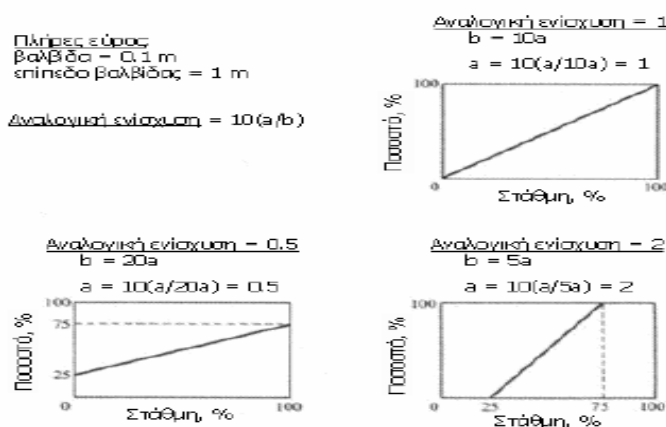 Πλήρες εύρος
βαλβίδα = 0.1 m
επίπεδο βαλβίδας = 1 m
Αναλογική ενίσχυση = 10(a/b)
Αναλογική ενίσχυση = 1
b = 10a
a = 10(a/10a) = 1
100
Ποσοστό, %
0
100
Στάθμη, %
Αναλογική ενίσχυση = 0.5
b = 20a
a = 10(a/20a) = 0.5
100
75
Ποσοστό, %
25
0
100
Στάθμη, %
Αναλογική ενίσχυση = 2
b = 5a
a = 10(a/5a) = 2
100
Ποσοστό, %
0
25
75
100
Στάθμη, %